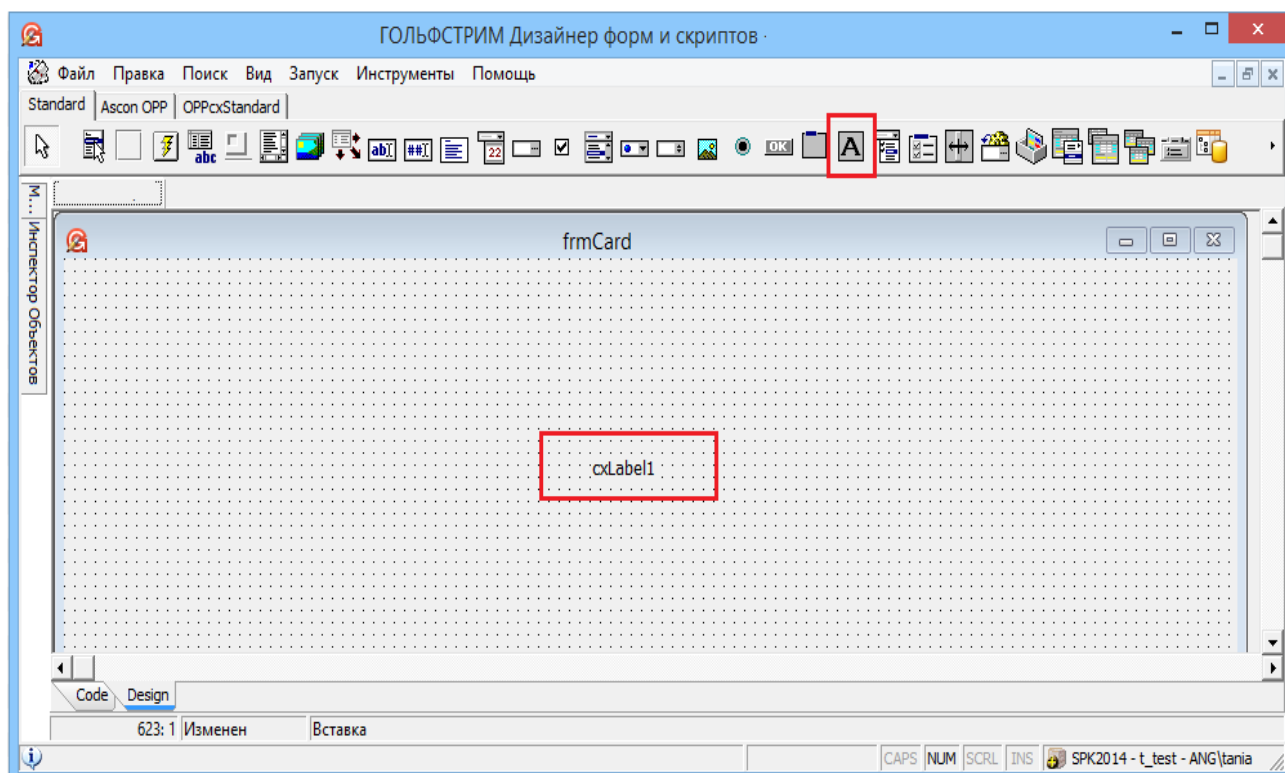 ГОЛЬФСТРИМ Дизайнер форм и скриптов ·
Файл Правка Поиск Вид Запуск Инструменты Помощь
Standard Ascon OPP OPPcxStandard
abc ab ## 22 OK A
М... Инспектор Объектов
frmCard
cxLabel1
Code Design
623: 1 Изменен Вставка
CAPS NUM SCRL INS SPK2014 - t_test - ANG\tania